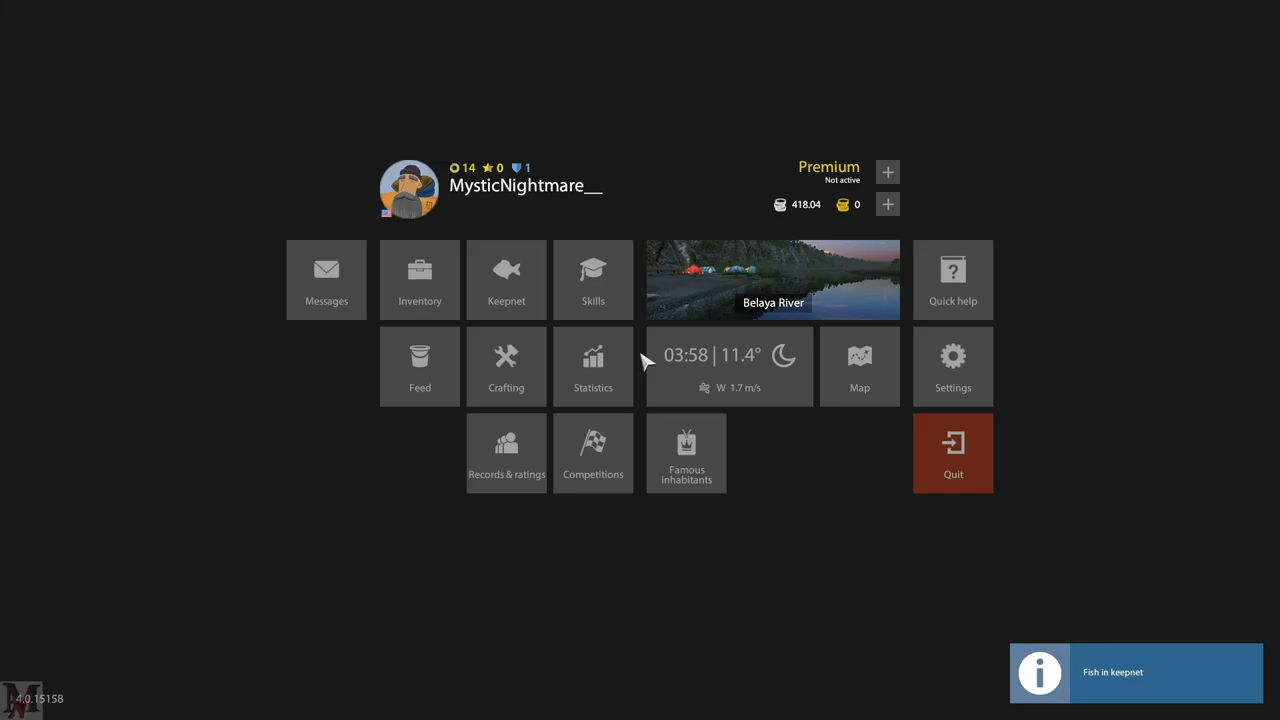 14 0 1
MysticNightmare__
Premium
Not active
418.04 0
Messages
Inventory
Keepnet
Skills
Belaya River
Quick help
Feed
Crafting
Statistics
03:58 | 11.4°
W 1.7 m/s
Map
Settings
Records & ratings
Competitions
Famous
inhabitants
Quit
Fish in keepnet
4.0.15158